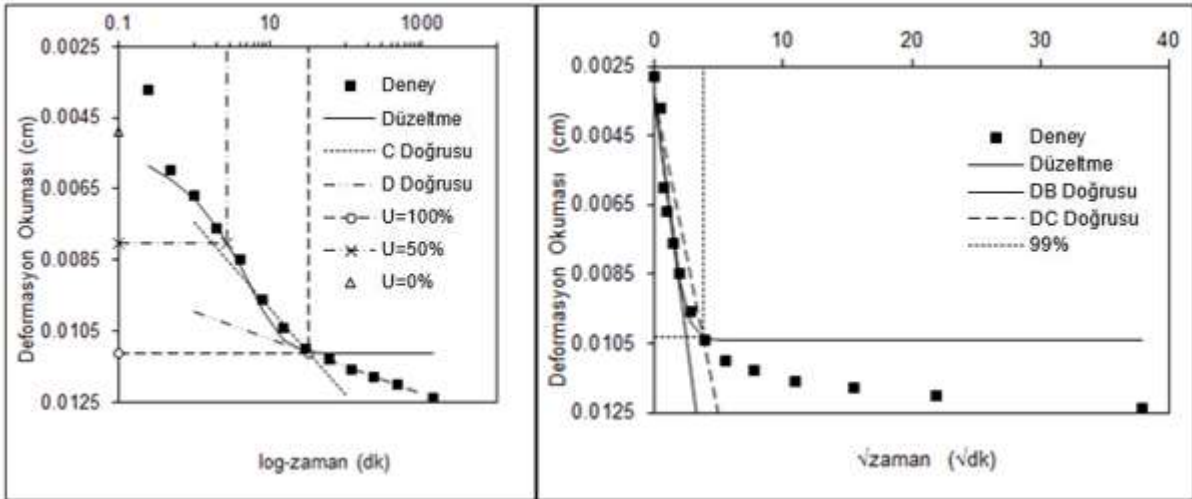 0.1 10 1000
0.0025
0.0045
0.0065
0.0085
0.0105
0.0125
Deformasyon Okuması (cm)
Deney
Düzeltme
C Doğrusu
D Doğrusu
U=100%
U=50%
U=0%
log-zaman (dk)
0 10 20 30 40
0.0025
0.0045
0.0065
0.0085
0.0105
0.0125
Deformasyon Okuması (cm)
Deney
Düzeltme
DB Doğrusu
DC Doğrusu
99%
√zaman (√dk)